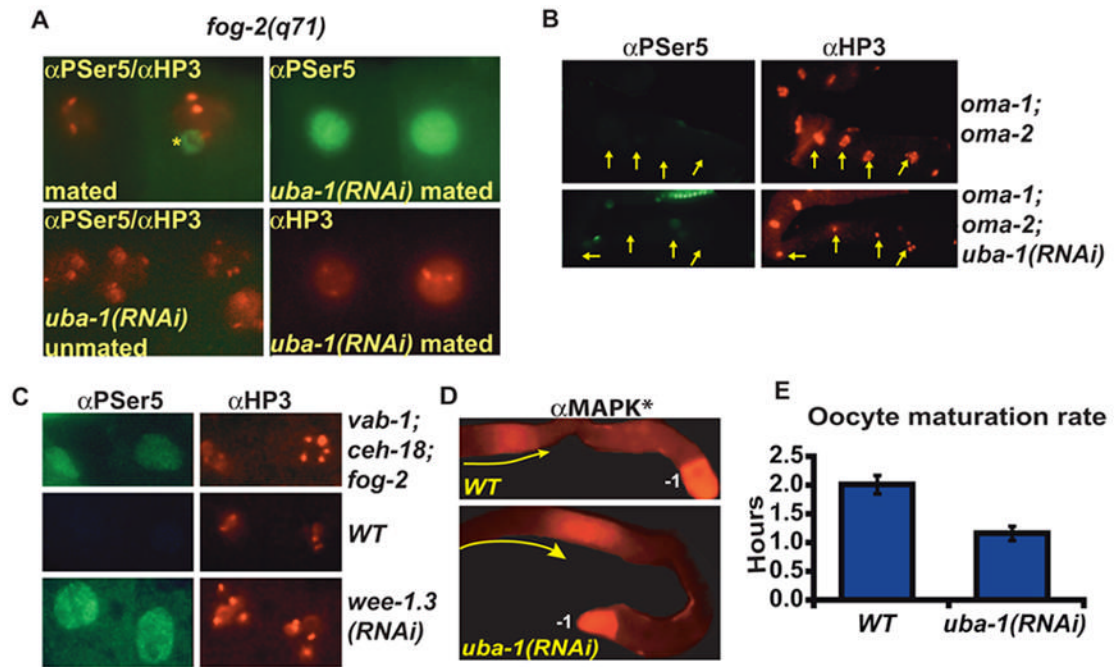 A
fog-2(q71)
αPSer5/αHP3
αPSer5
*
mated
uba-1(RNAi) mated
αPSer5/αHP3
αHP3
uba-1(RNAi)
unmated
uba-1(RNAi) mated
B
αPSer5
αHP3
oma-1;
oma-2
oma-1;
oma-2;
uba-1(RNAi)
C
αPSer5
αHP3
vab-1;
ceh-18;
fog-2
WT
wee-1.3
(RNAi)
D
αMAPK*
-1
WT
-1
uba-1(RNAi)
E
Oocyte maturation rate
Hours
2.5
2.0
1.5
1.0
0.5
0.0
WT
uba-1(RNAi)